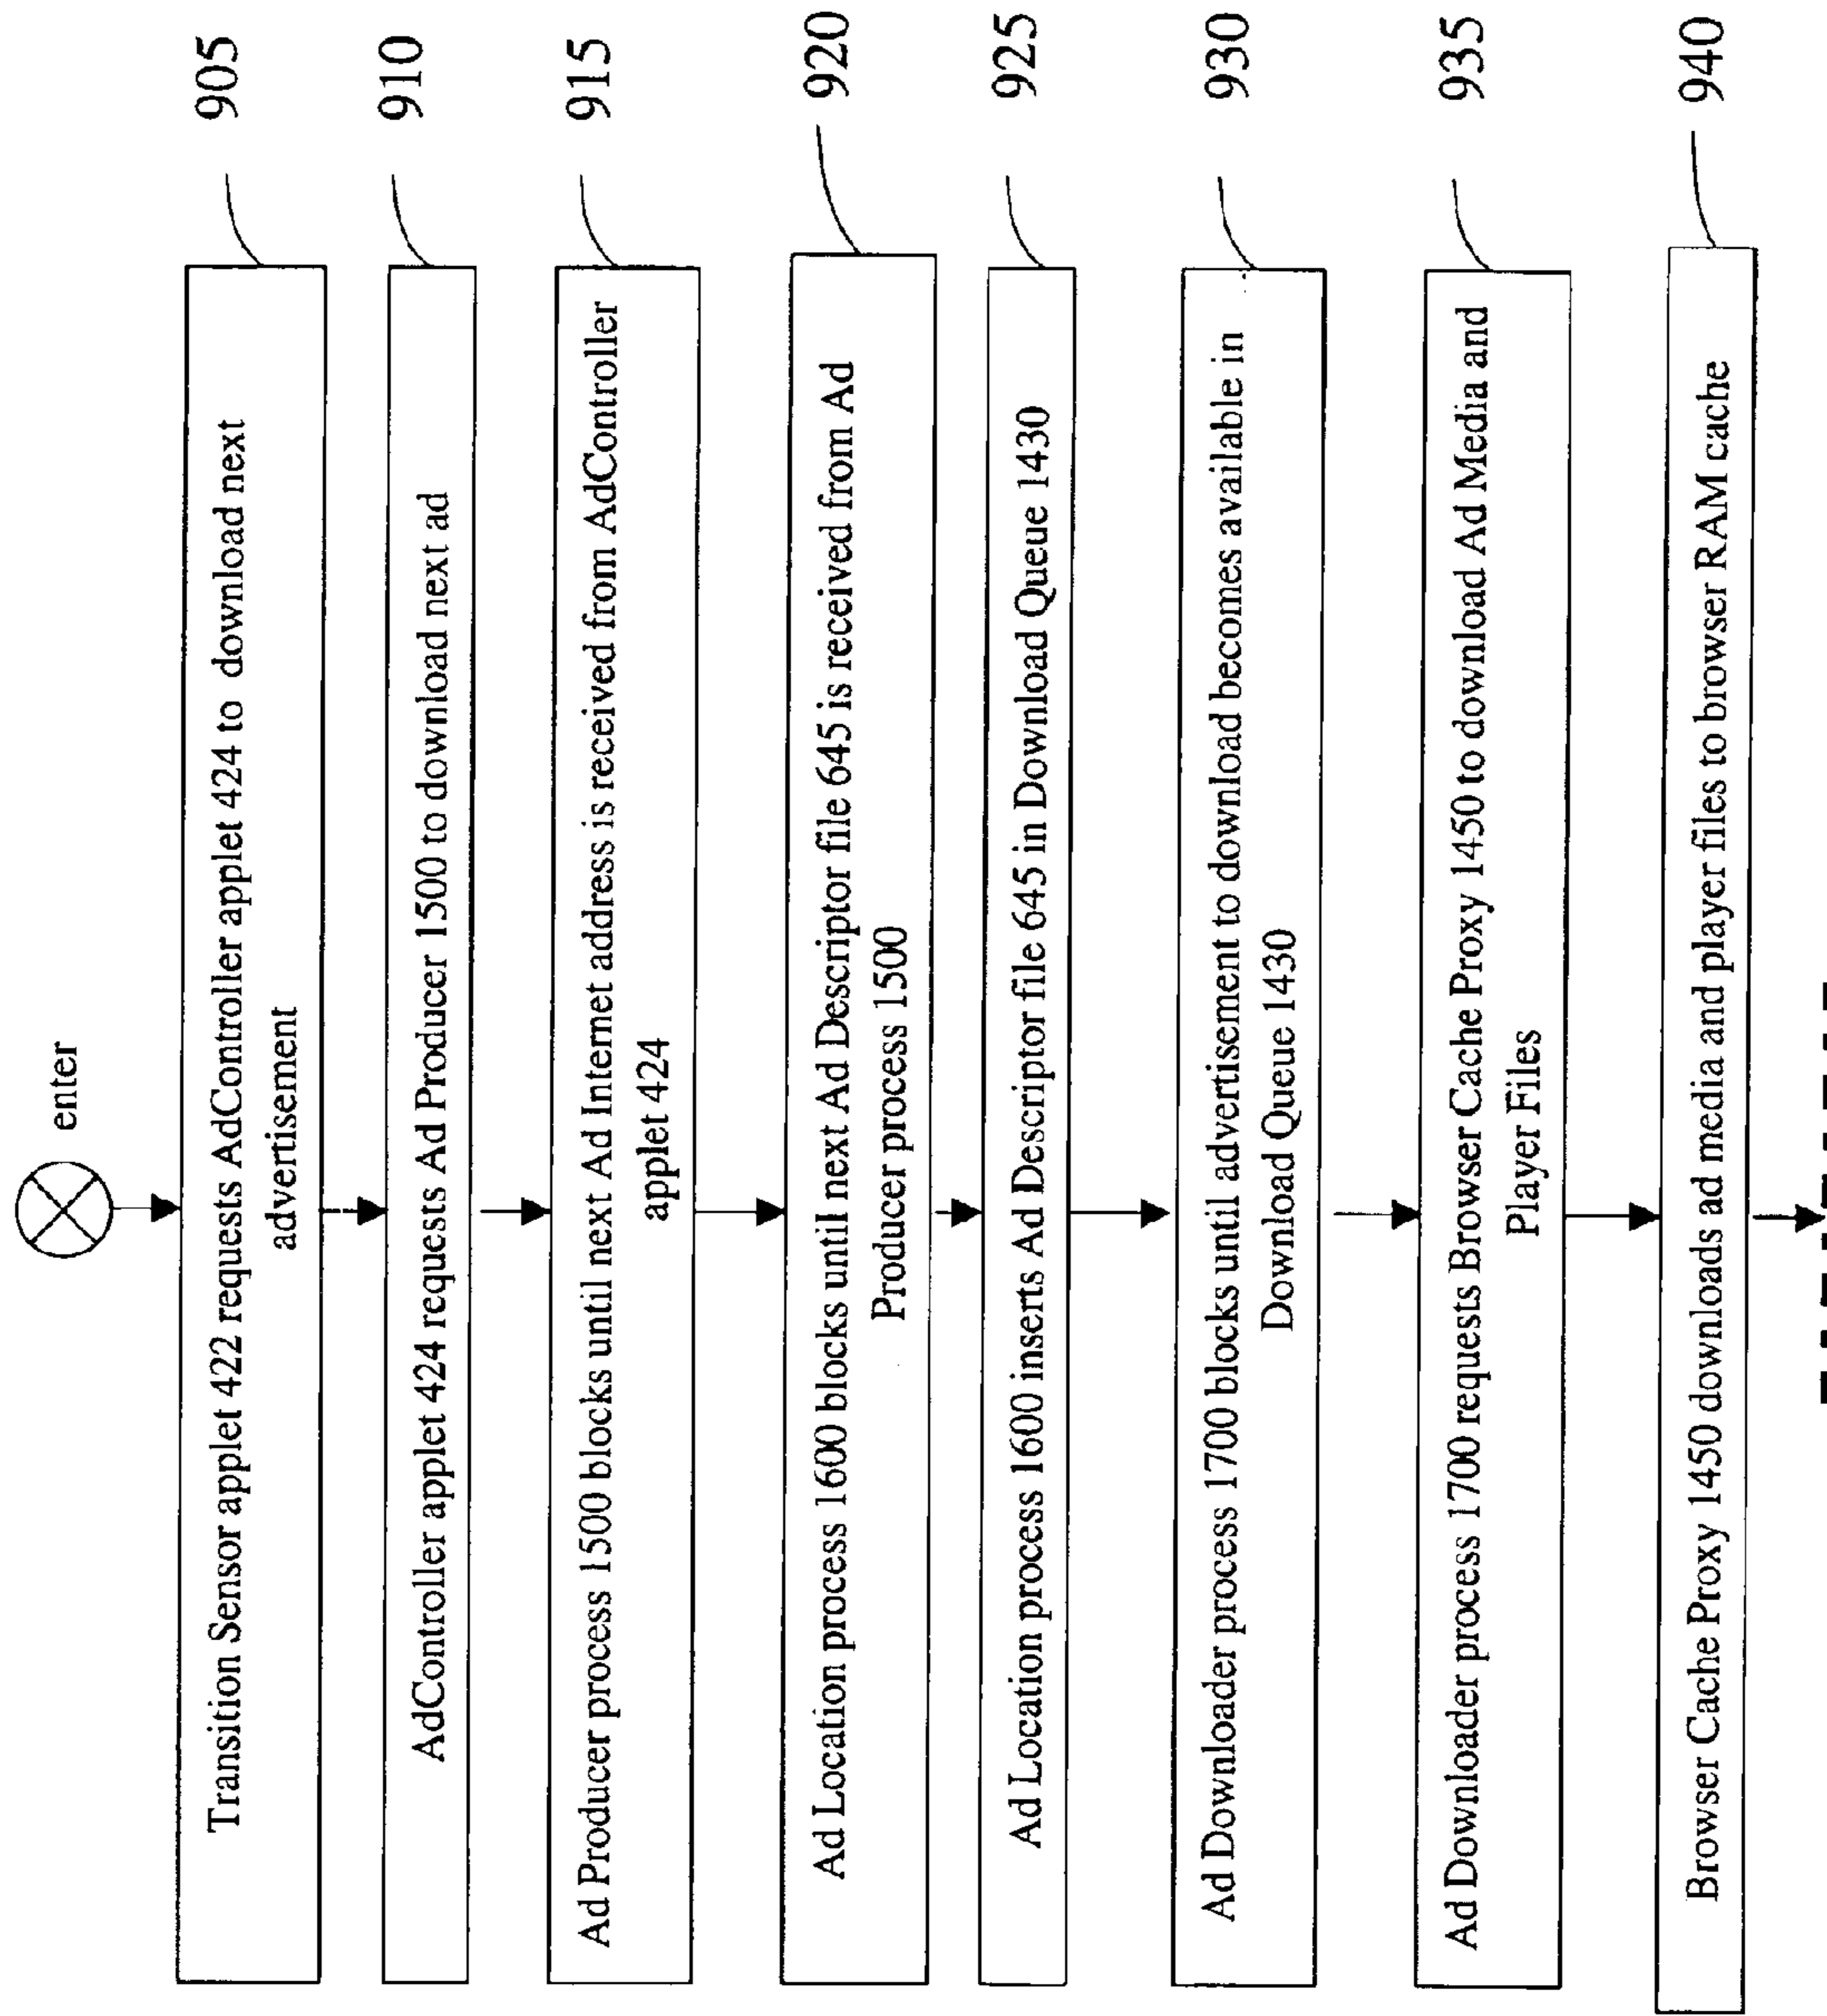 enter
Transition Sensor applet 422 requests AdController applet 424 to download next
advertisement
905
AdController applet 424 requests Ad Producer 1500 to download next ad
910
Ad Producer process 1500 blocks until next Ad Internet address is received from AdController
applet 424
915
Ad Location process 1600 blocks until next Ad Descriptor file 645 is received from Ad
Producer process 1500
920
Ad Location process 1600 inserts Ad Descriptor file 645 in Download Queue 1430
925
Ad Downloader process 1700 blocks until advertisement to download becomes available in
Download Queue 1430
930
Ad Downloader process 1700 requests Browser Cache Proxy 1450 to download Ad Media and
Player Files
935
Browser Cache Proxy 1450 downloads ad media and player files to browser RAM cache
940